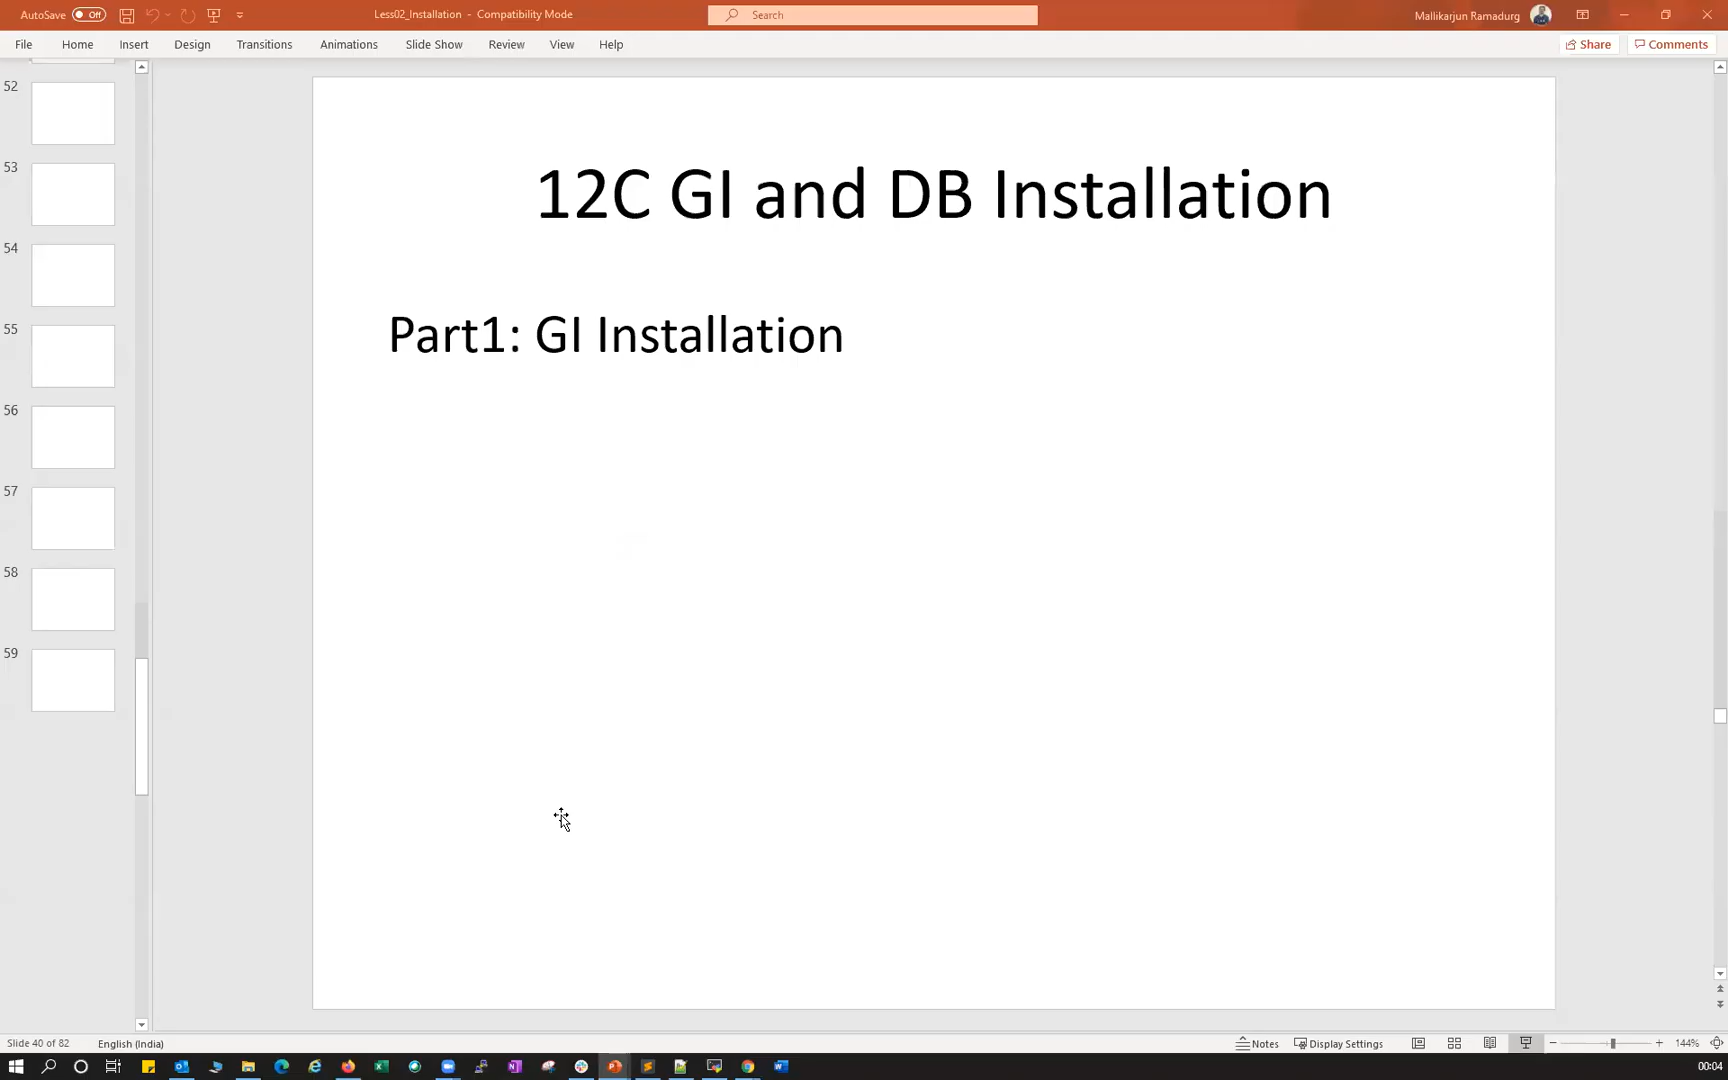 AutoSave Off Less02_Installation - Compatibility Mode Search Mallikarjun Ramadurg
File Home Insert Design Transitions Animations Slide Show Review View Help Share Comments
52
53
54
55
56
57
58
59
12C GI and DB Installation
Part1: GI Installation
Slide 40 of 82 English (India) Notes Display Settings 144%
00:04